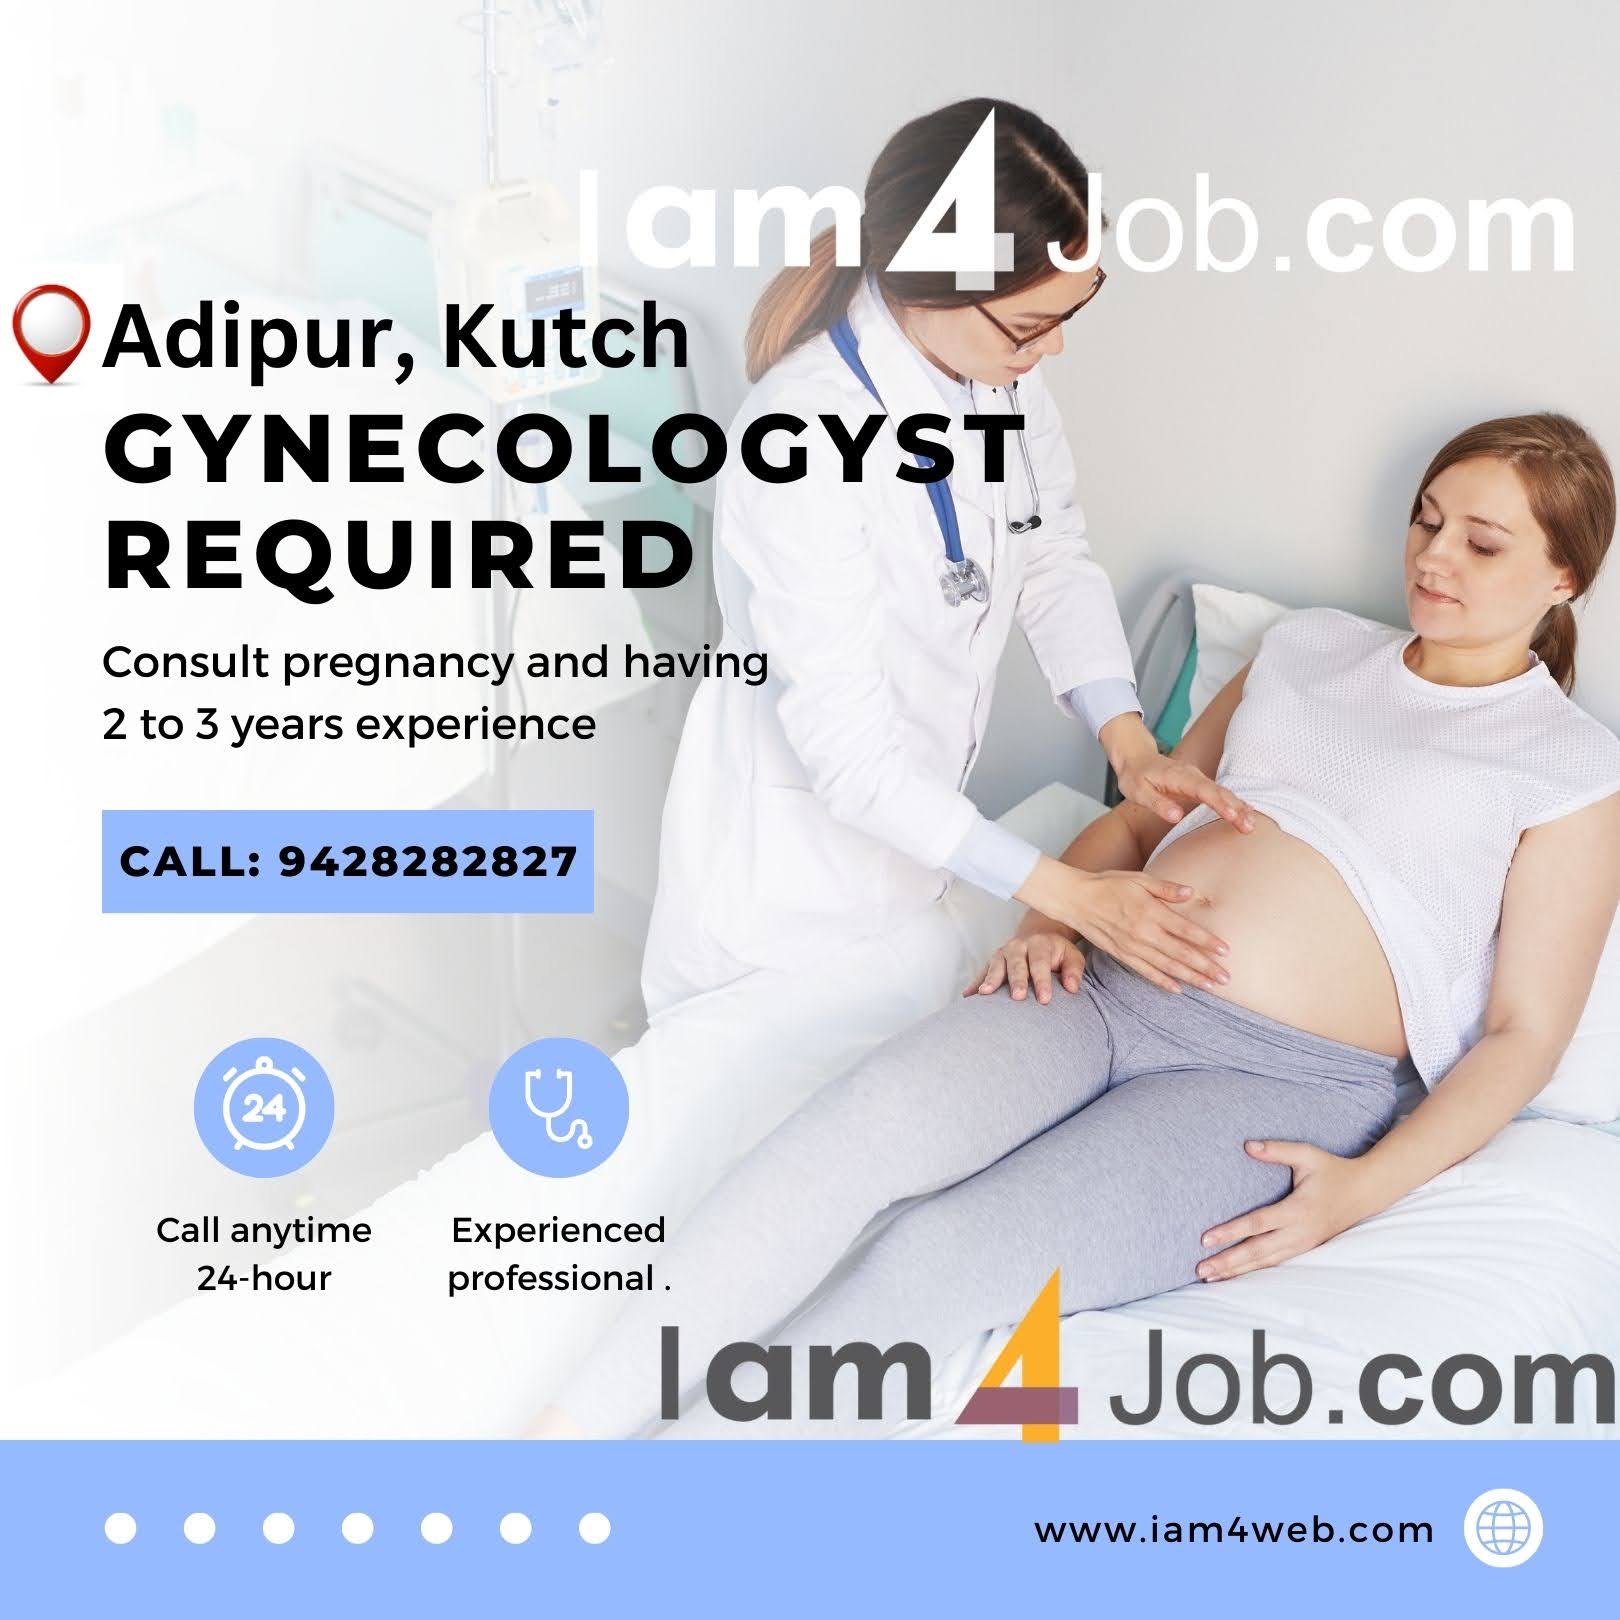 Iam4Job.com
Adipur, Kutch
GYNECOLOGYST
REQUIRED
Consult pregnancy and having
2 to 3 years experience
CALL: 9428282827
24
Call anytime
24-hour
Experienced
professional .
Iam4Job.com
www.iam4web.com